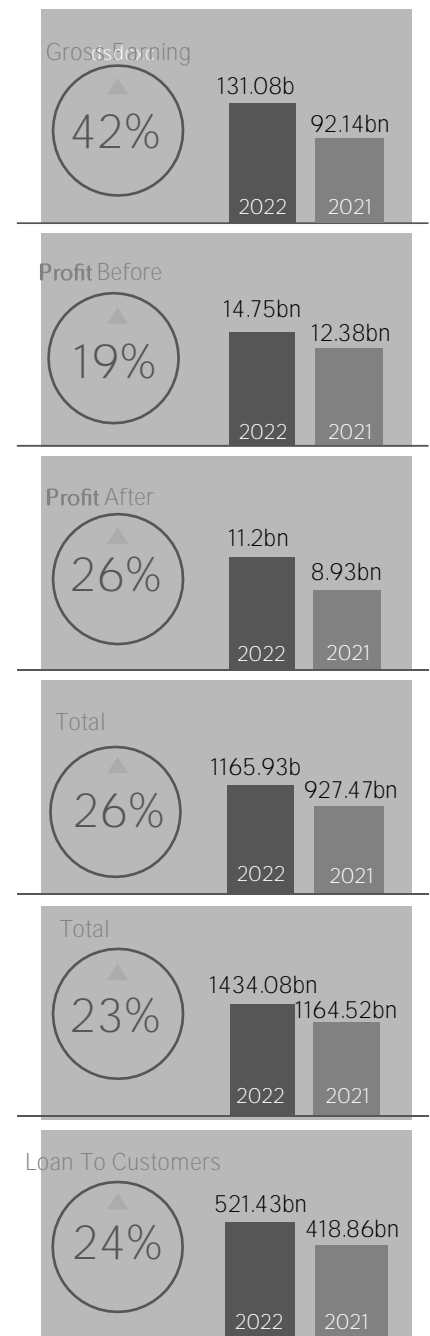 Gross Earning
131.08b
92.14bn
42%
2022 2021
Profit Before
14.75bn
12.38bn
19%
2022 2021
Profit After
11.2bn
8.93bn
26%
2022 2021
Total
1165.93b
927.47bn
26%
2022 2021
Total
1434.08bn
1164.52bn
23%
2022 2021
Loan To Customers
521.43bn
418.86bn
24%
2022 2021